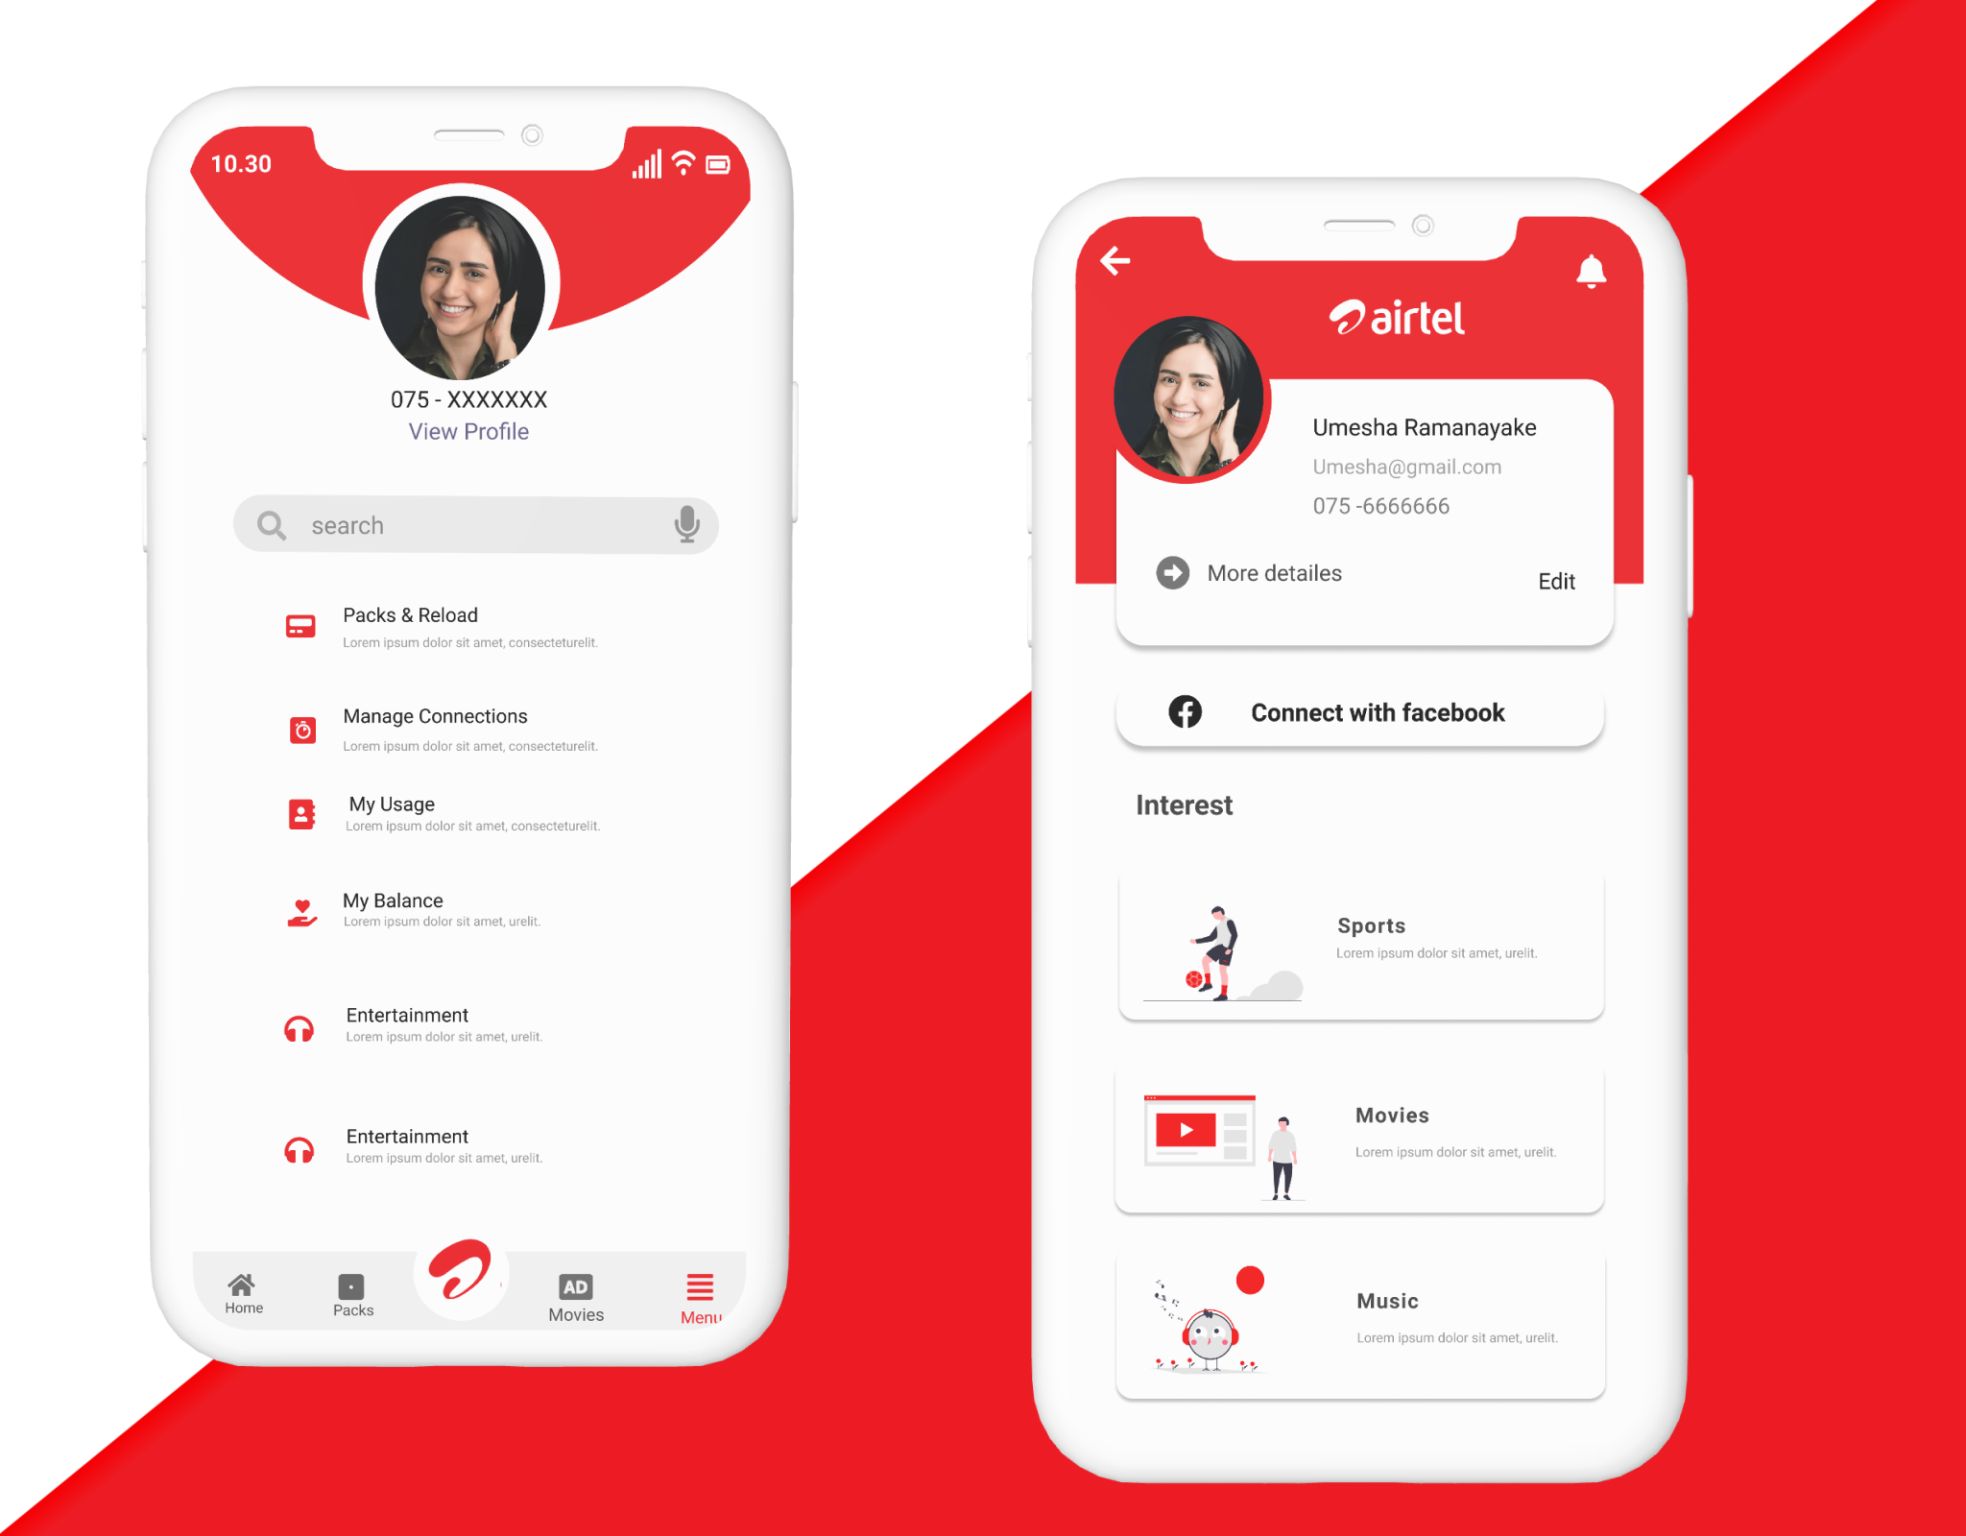 10.30
075 - XXXXXXX
View Profile
search
Packs & Reload
Lorem ipsum dolor sit amet, consecteturelit.
Manage Connections
Lorem ipsum dolor sit amet, consecteturelit.
My Usage
Lorem ipsum dolor sit amet, consecteturelit.
My Balance
Lorem ipsum dolor sit amet, urelit.
Entertainment
Lorem ipsum dolor sit amet, urelit.
Entertainment
Lorem ipsum dolor sit amet, urelit.
Home
Packs
AD
Movies
Menu
airtel
Umesha Ramanayake
Umesha@gmail.com
075 -6666666
More detailes
Edit
Connect with facebook
Interest
Sports
Lorem ipsum dolor sit amet, urelit.
Movies
Lorem ipsum dolor sit amet, urelit.
Music
Lorem ipsum dolor sit amet, urelit.